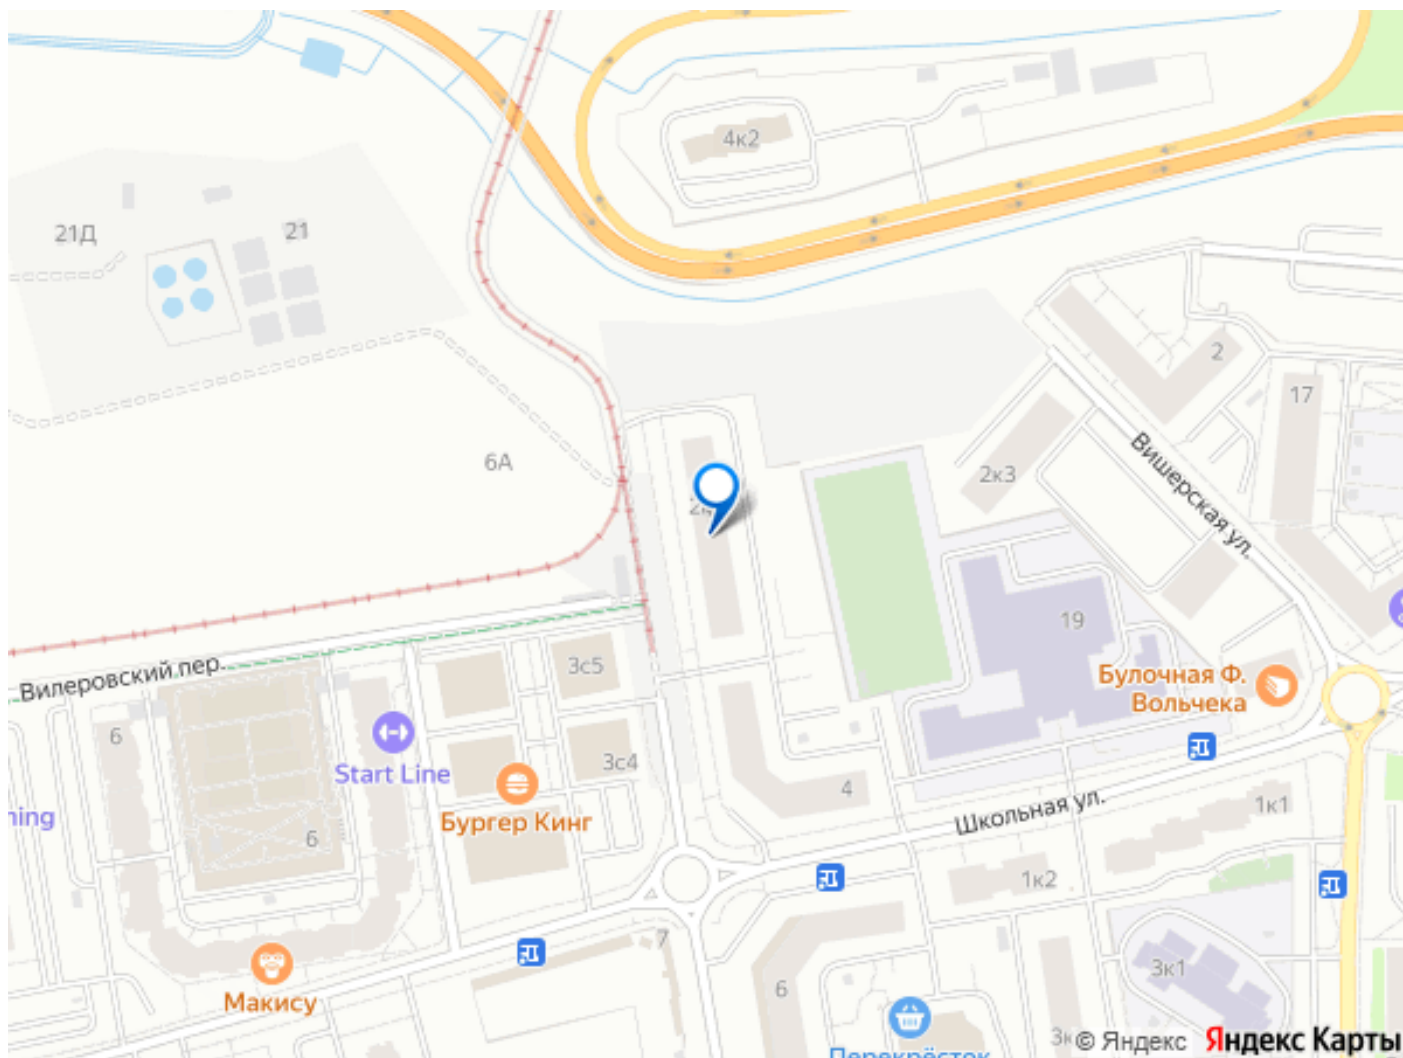 4к2
21Д
21
2
17
6А
2к3
Вишерская ул.
19
Вилеровский пер.
3с5
Булочная Ф.
Вольчека
6
Start Line
3с4
4
ning
Бургер Кинг
6
Школьная ул.
1к1
1к2
7
3к1
6
Макису
Перекрёсток
© Яндекс
Яндекс Карты